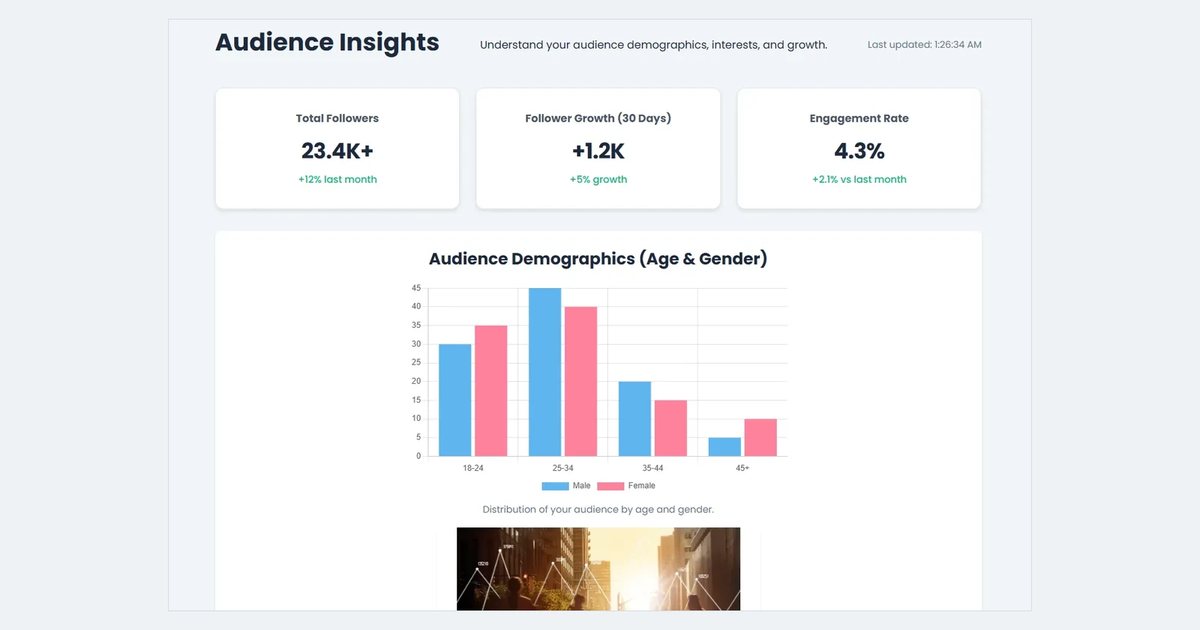 Audience Insights
Understand your audience demographics, interests, and growth.
Last updated: 1:26:34 AM
Total Followers
23.4K+
+12% last month
Follower Growth (30 Days)
+1.2K
+5% growth
Engagement Rate
4.3%
+2.1% vs last month
Audience Demographics (Age & Gender)
45
40
35
30
25
20
15
10
5
0
18-24
25-34
35-44
45+
Male
Female
Distribution of your audience by age and gender.